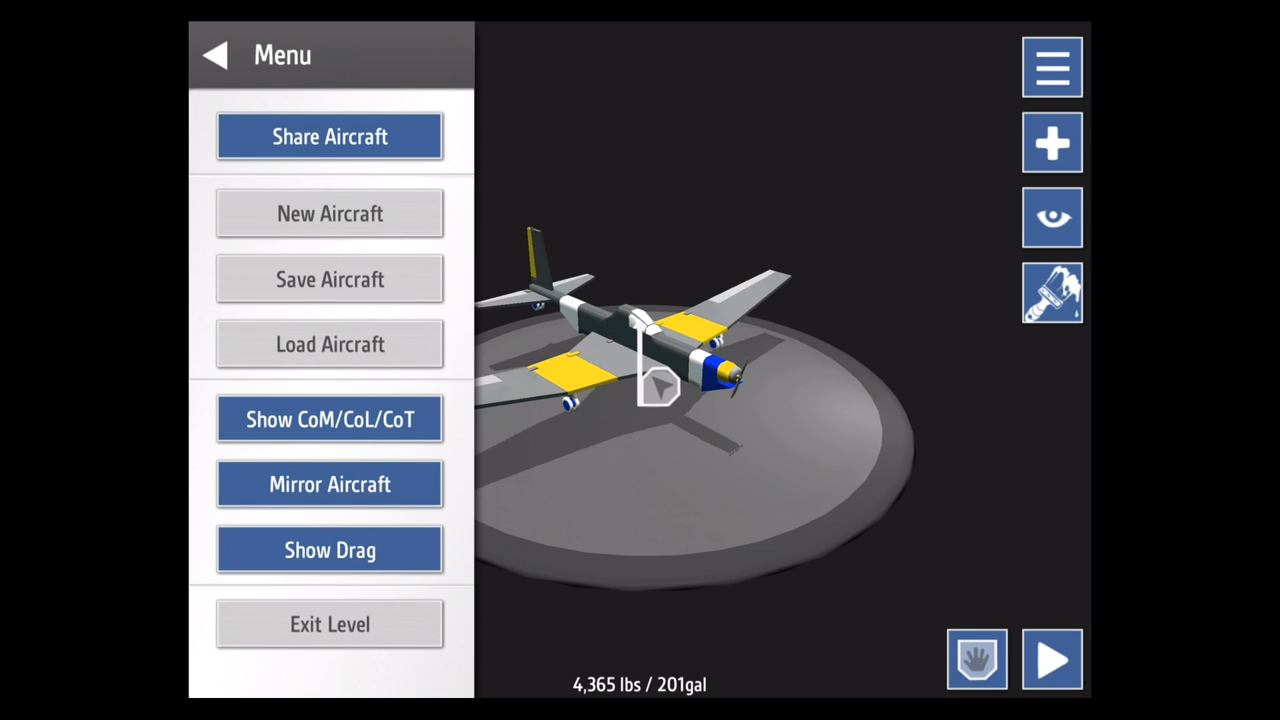 Menu
Share Aircraft
New Aircraft
Save Aircraft
Load Aircraft
Show CoM/CoL/CoT
Mirror Aircraft
Show Drag
Exit Level
4,365 lbs / 201gal